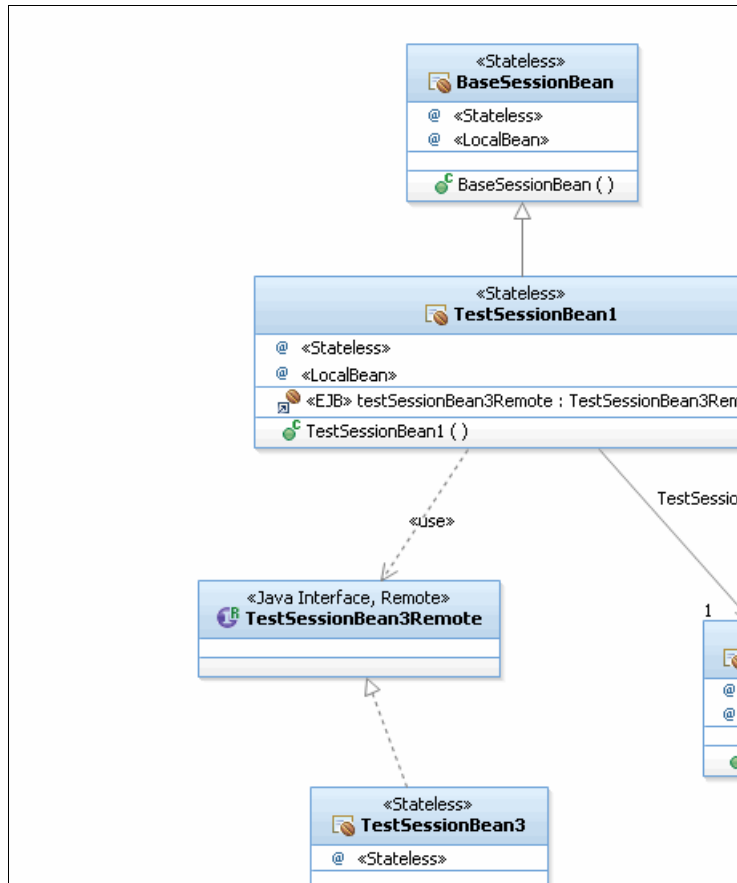 «Stateless»
BaseSessionBean
@ «Stateless»
@ «LocalBean»
BaseSessionBean ( )
«Stateless»
TestSessionBean1
@ «Stateless»
@ «LocalBean»
«EJB» testSessionBean3Remote : TestSessionBean3Rem
TestSessionBean1 ( )
TestSessio
«use»
«Java Interface, Remote»
TestSessionBean3Remote
1
@
@
«Stateless»
TestSessionBean3
@ «Stateless»